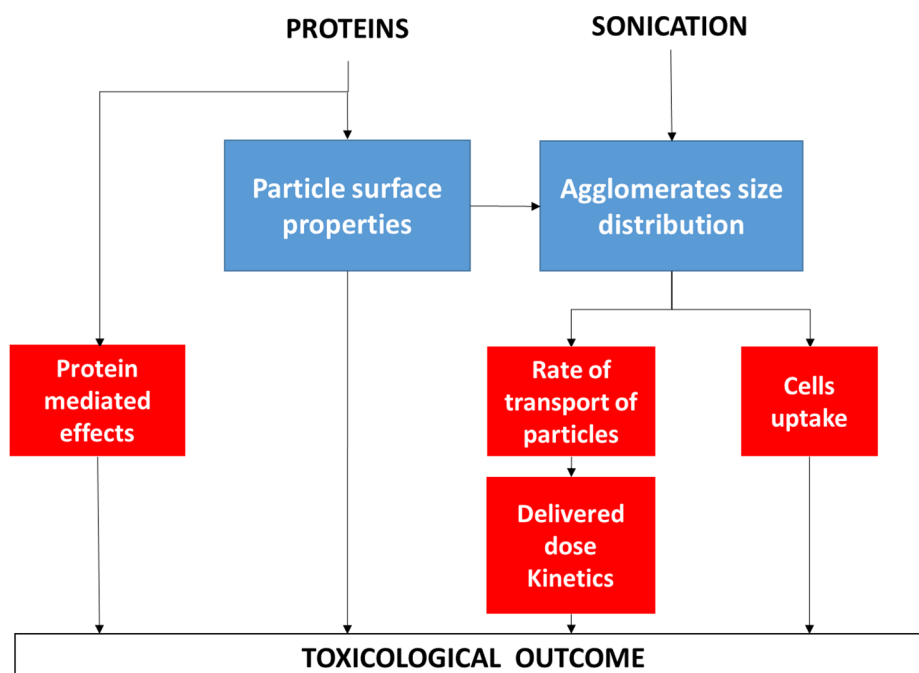 PROTEINS
SONICATION
Particle surface
properties
Agglomerates size
distribution
Protein
mediated
effects
Rate of
transport of
particles
Cells
uptake
Delivered
dose
Kinetics
TOXICOLOGICAL OUTCOME